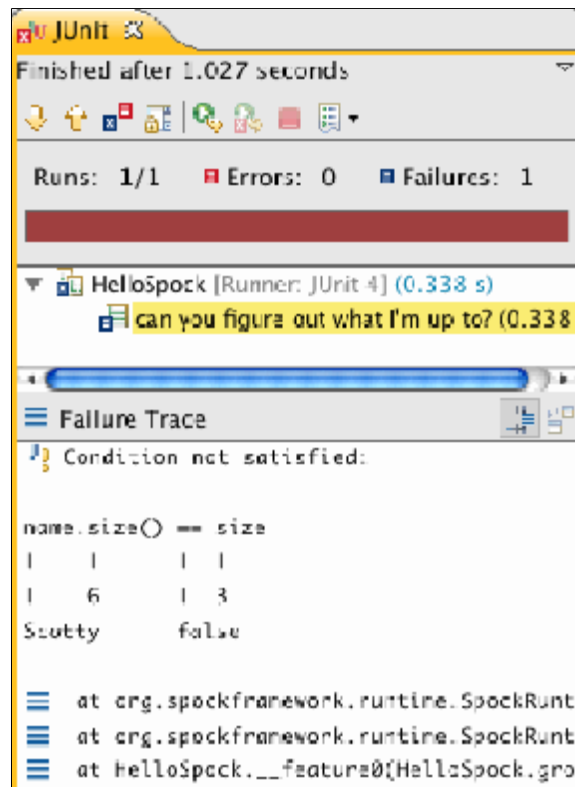 JUnit
Finished after 1.027 seconds
Runs: 1/1 Errors: 0 Failures: 1
HelloSpock [Runner: JUnit 4] (0.338 s)
can you figure out what I'm up to? (0.338
Failure Trace
Condition not satisfied:
name.size() == size
| | | |
| 6 | 3
Scotty false
at org.spockframework.runtime.SpockRunt
at org.spockframework.runtime.SpockRunt
at HelloSpock.__feature0(HelloSpock.gro